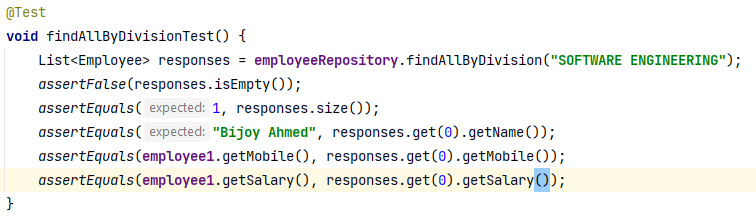 @Test
void findAllByDivisionTest() {
List<Employee> responses = employeeRepository.findAllByDivision("SOFTWARE ENGINEERING");
assertFalse(responses.isEmpty());
assertEquals( expected: 1, responses.size());
assertEquals( expected: "Bijoy Ahmed", responses.get(0).getName());
assertEquals(employee1.getMobile(), responses.get(0).getMobile());
assertEquals(employee1.getSalary(), responses.get(0).getSalary());
}